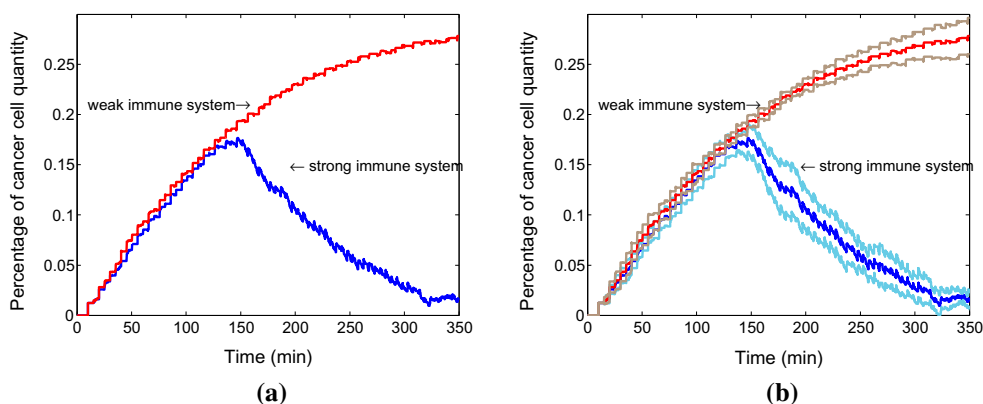 Percentage of cancer cell quantity
0.25
0.2
0.15
0.1
0.05
0
weak immune system→
← strong immune system
0 50 100 150 200 250 300 350
Time (min)
(a)
Percentage of cancer cell quantity
0.25
0.2
0.15
0.1
0.05
0
weak immune system→
← strong immune system
50 100 150 200 250 300 350
Time (min)
(b)